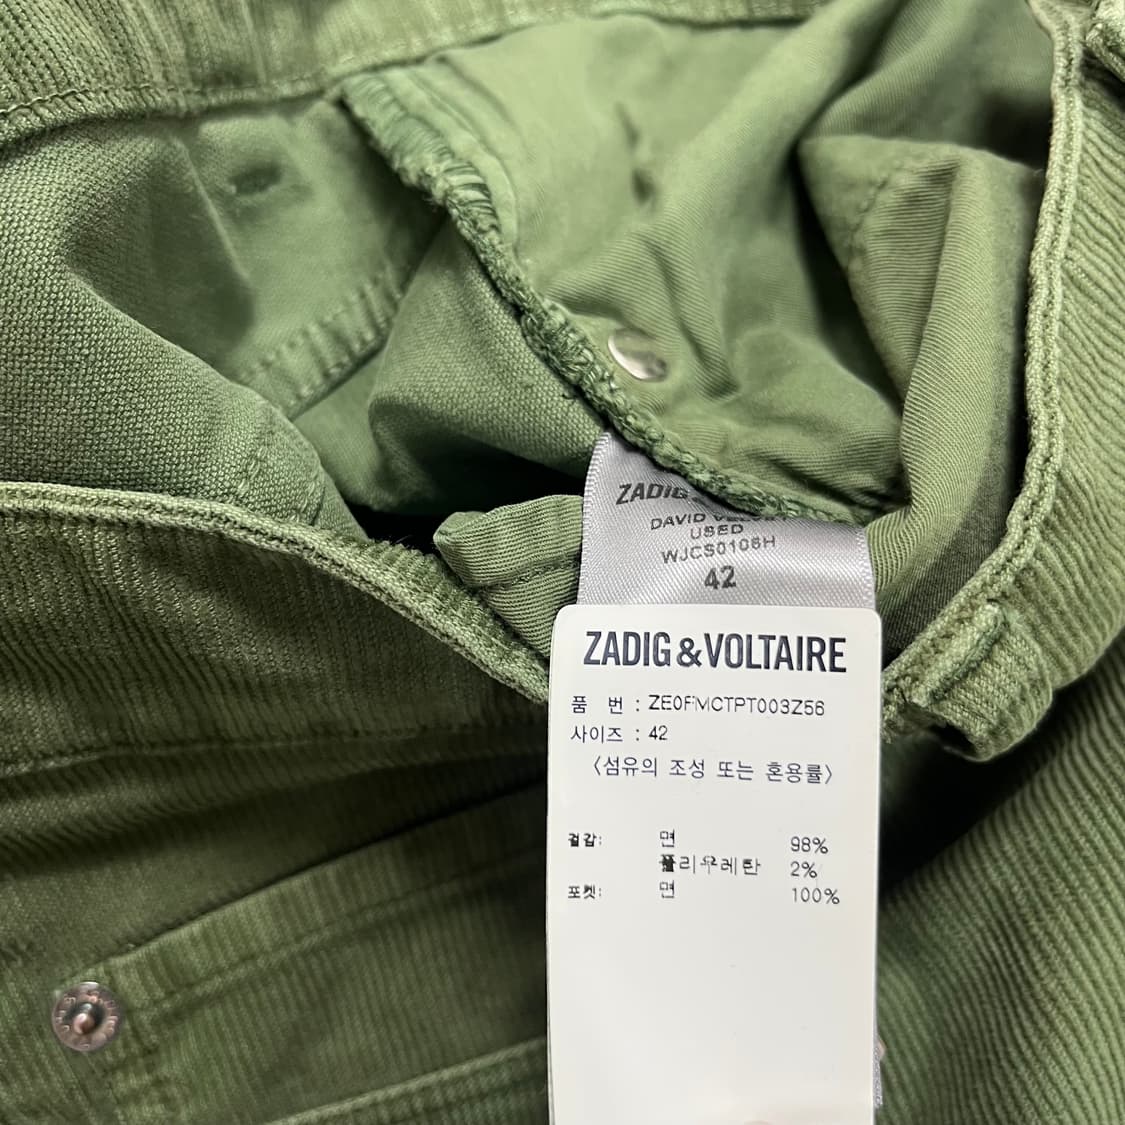 ZADIG
DAVID
USED
WJCS0106H
42
ZADIG&VOLTAIRE
품 번 : ZE0FMCTPT003Z56
사이즈 : 42
〈섬유의 조성 또는 혼용률〉
겉감: 면 98%
폴리우레탄 2%
포켓: 면 100%